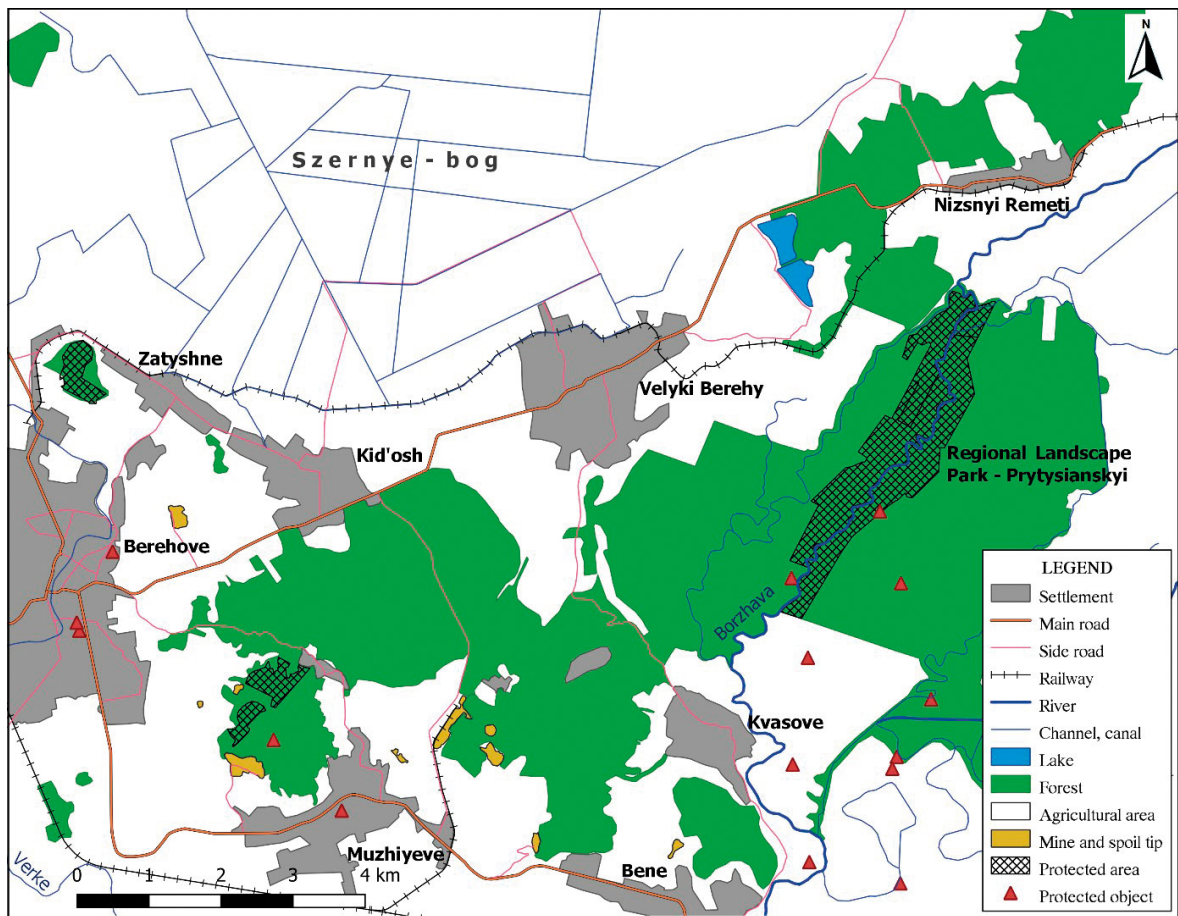 N
Szernye - bog
Nizsnyi Remeti
Zatyshne
Velyki Berehy
Kid'osh
Regional Landscape
Park - Prytysianskyi
Berehove
Borzhava
Kvasove
Muzhiyeve
Bene
Verke
0 1 2 4 km
LEGEND
Settlement
Main road
Side road
Railway
River
Channel, canal
Lake
Forest
Agricultural area
Mine and spoil tip
Protected area
Protected object